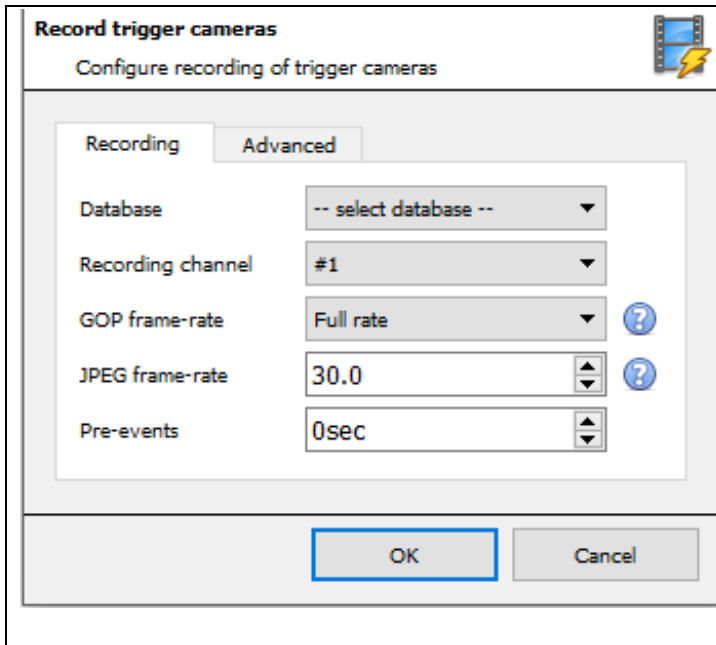 Record trigger cameras
Configure recording of trigger cameras
Recording Advanced
Database -- select database --
Recording channel #1
GOP frame-rate Full rate ?
JPEG frame-rate 30.0 ?
Pre-events 0sec
OK Cancel